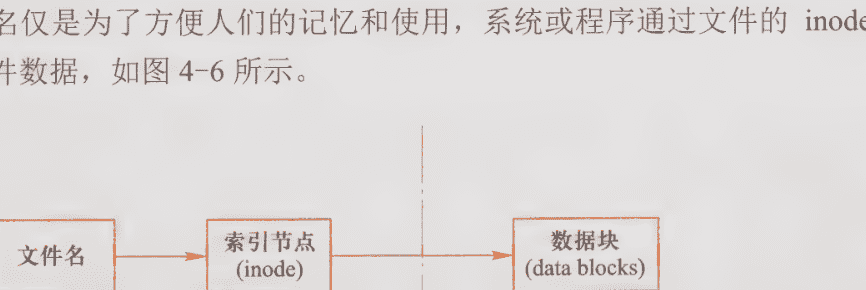 名仅是为了方便人们的记忆和使用，系统或程序通过文件的 inode
件数据，如图 4-6 所示。
文件名
索引节点
(inode)
数据块
(data blocks)